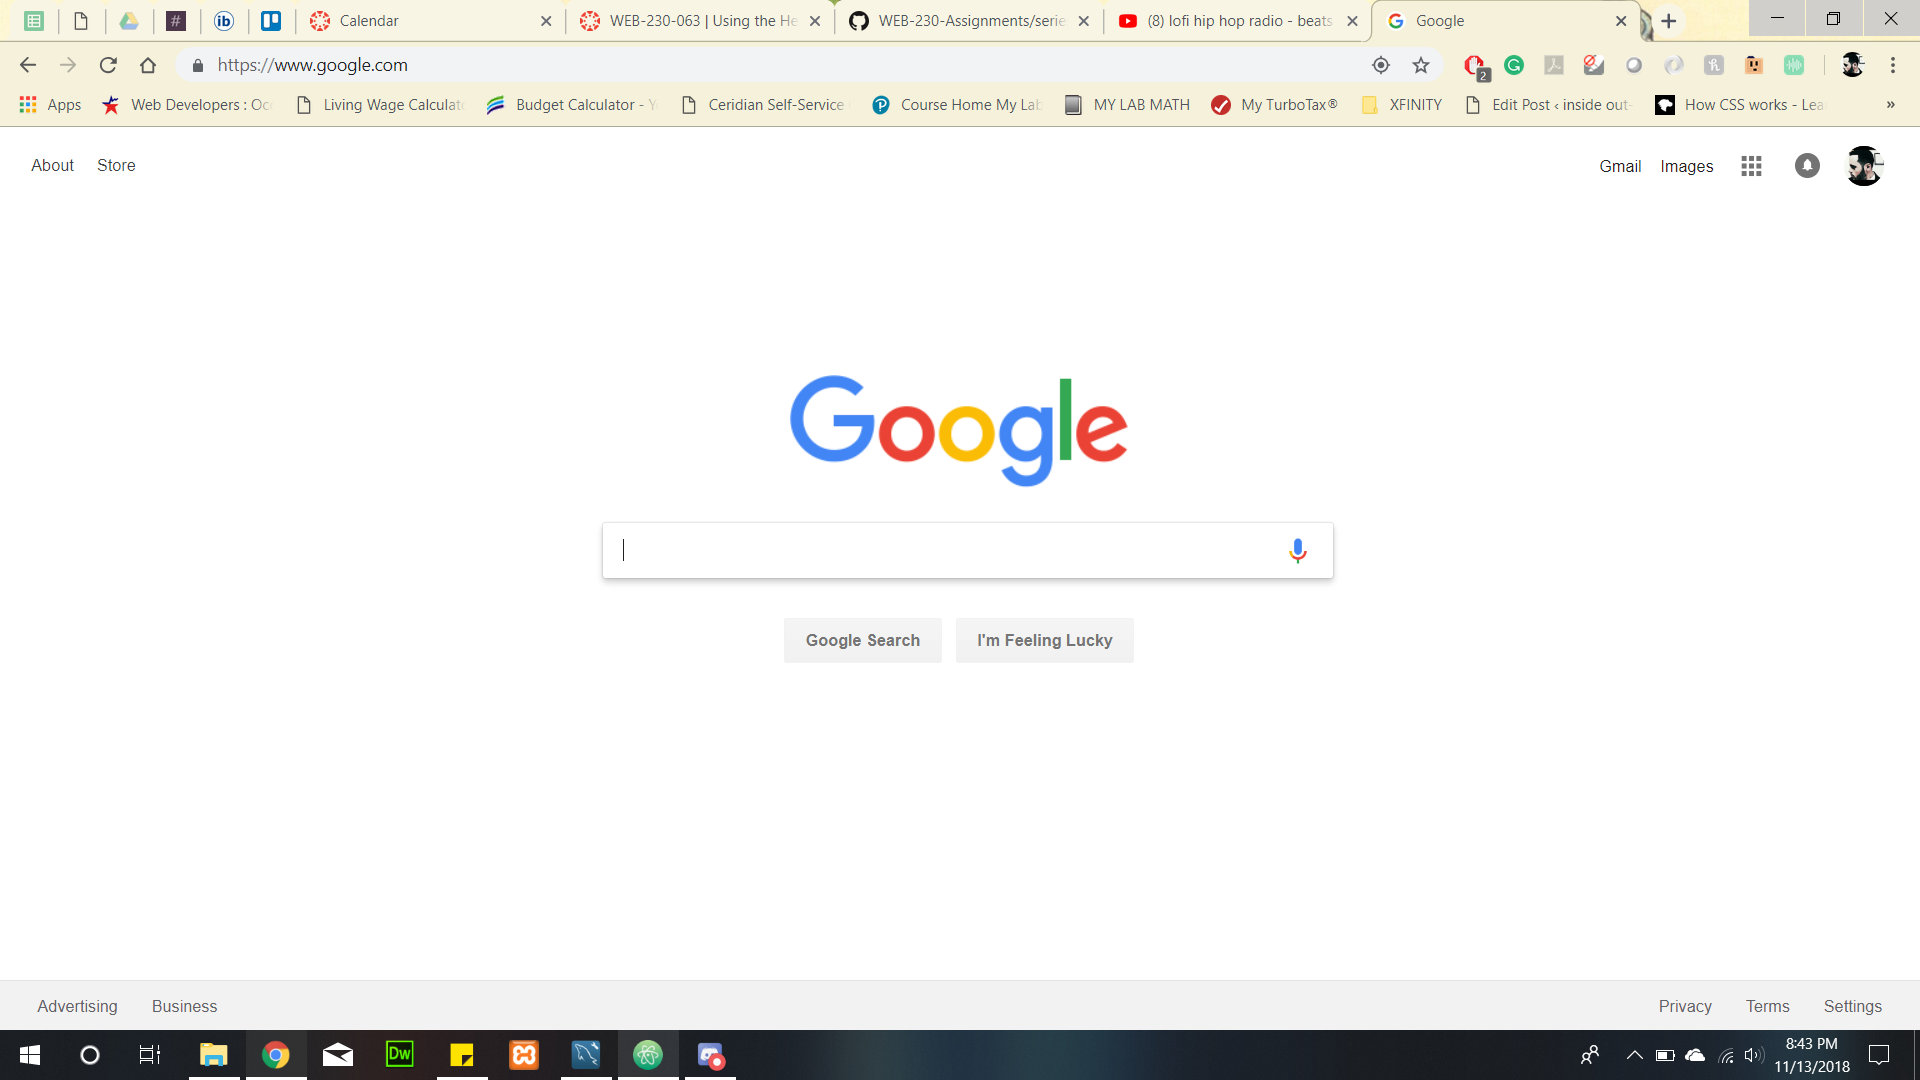 Calendar
WEB-230-063 | Using the He
WEB-230-Assignments/serie
(8) lofi hip hop radio - beats
Google
#
ib
https://www.google.com
2
Apps
Web Developers : Oc
Living Wage Calculat
Budget Calculator - Y
Ceridian Self-Service
Course Home My Lab
MY LAB MATH
My TurboTax®
XFINITY
Edit Post ‹ inside out-
How CSS works - Lea
»
About Store
Gmail Images
Google
Google Search I'm Feeling Lucky
Advertising Business
Privacy Terms Settings
Dw
8:43 PM
11/13/2018